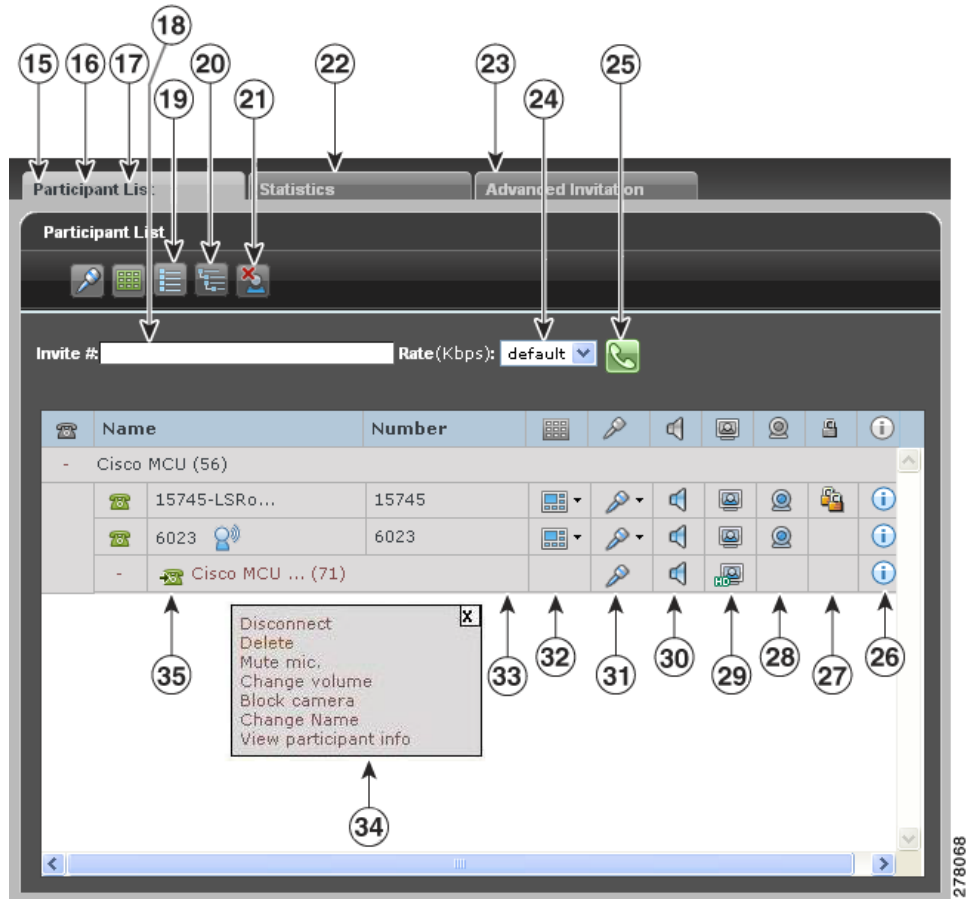 18
15 16 17 20 22 23 25
19 21 24
Participant List Statistics Advanced Invitation
Participant List
Invite #: Rate(Kbps): default
Name Number
- Cisco MCU (56)
15745-LSRo... 15745
6023 6023
- Cisco MCU ... (71)
HD
X
Disconnect
Delete
Mute mic.
Change volume
Block camera
Change Name
View participant info
35 33 32 31 30 29 28 27 26
34
278068